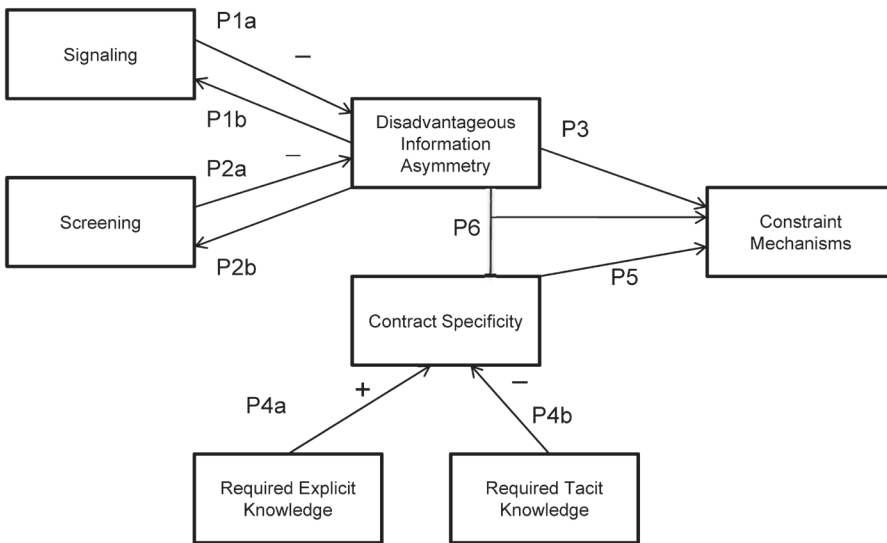 P1a
Signaling
–
P1b
Disadvantageous
Information
Asymmetry
P3
–
P2a
Screening
P2b
P6
Constraint
Mechanisms
P5
Contract Specificity
+
–
P4a
P4b
Required Explicit
Knowledge
Required Tacit
Knowledge